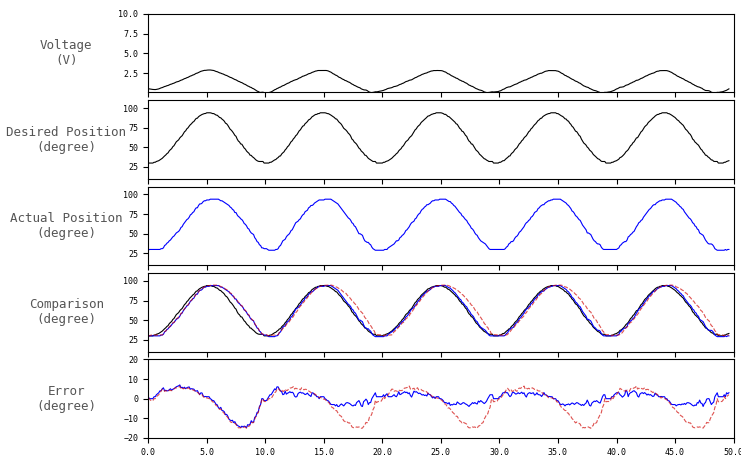 10.0
7.5
Voltage
(V)
5.0
2.5
100
Desired Position
(degree)
75
50
25
100
Actual Position
(degree)
75
50
25
100
Comparison
(degree)
75
50
25
20
10
Error
(degree)
0
−10
−20
0.0 5.0 10.0 15.0 20.0 25.0 30.0 35.0 40.0 45.0 50.0